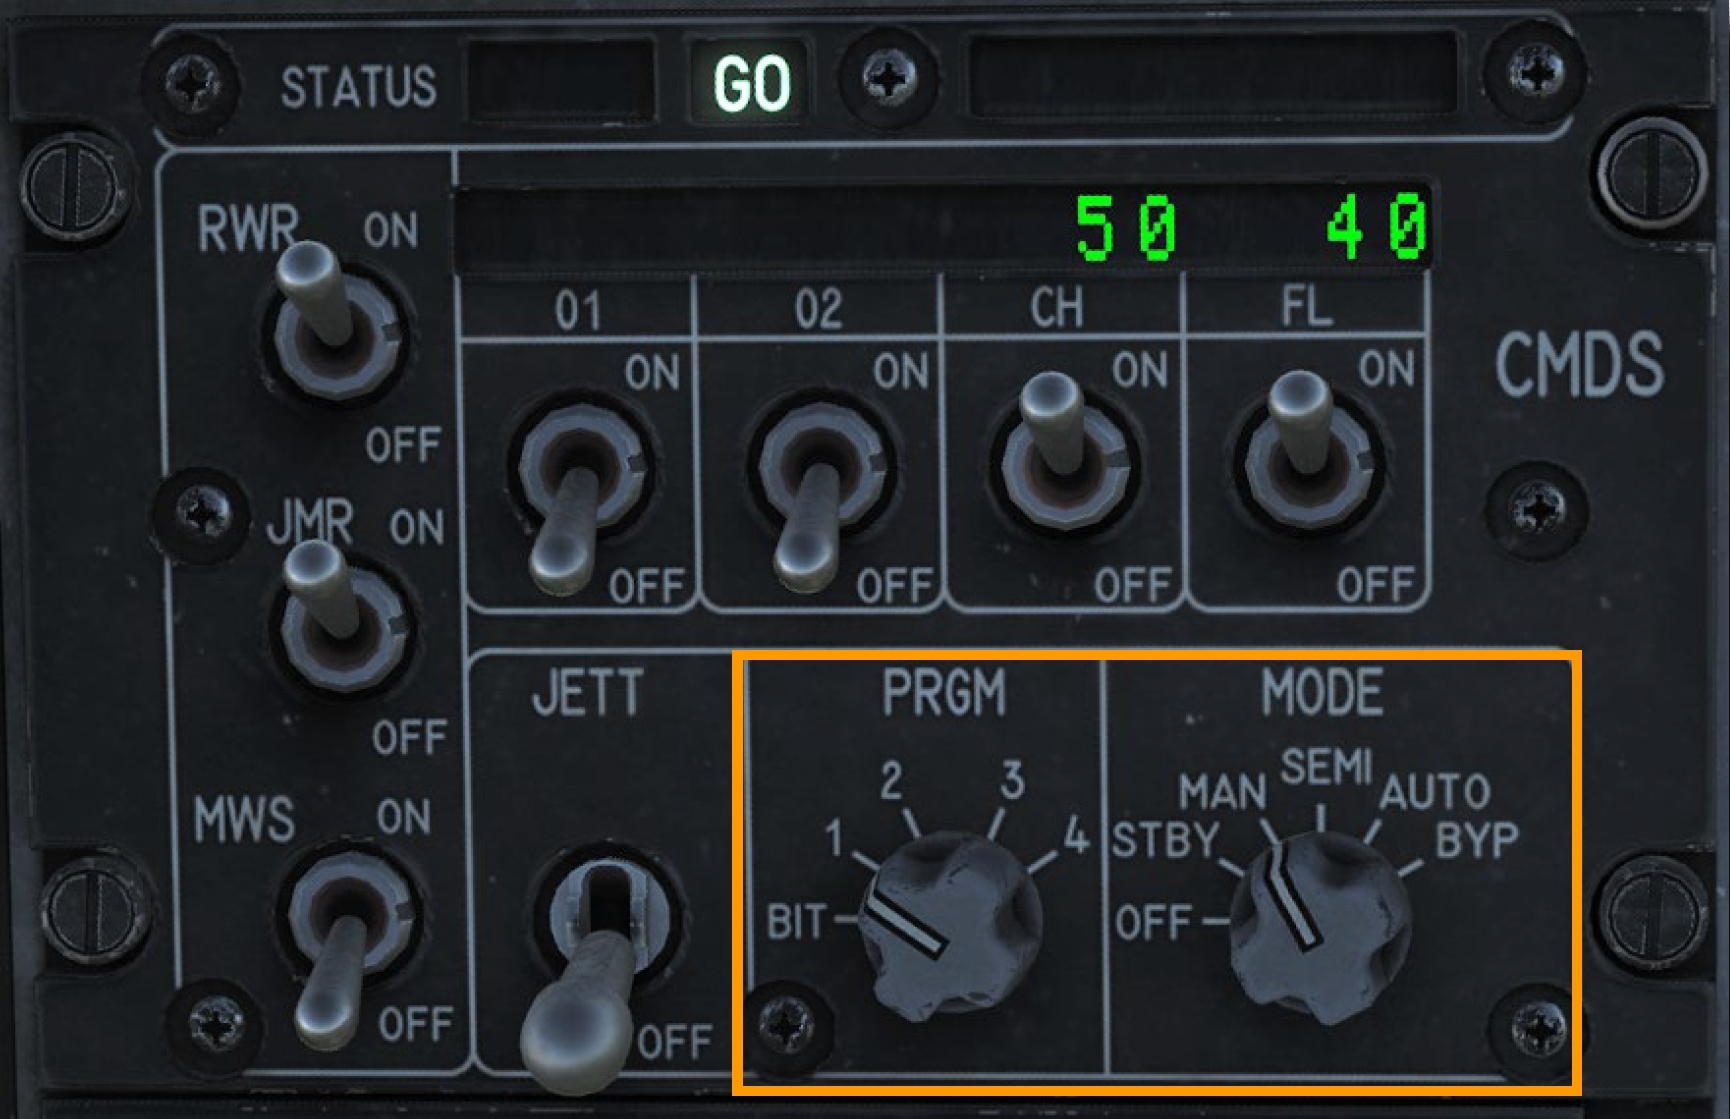 STATUS GO
50 40
RWR ON
OFF
01 02 CH FL
ON ON ON ON
OFF OFF OFF OFF
CMDS
JMR ON
OFF
MWS ON
OFF
JETT
OFF
PRGM
BIT 1 2 3 4
MODE
OFF STBY MAN SEMI AUTO BYP